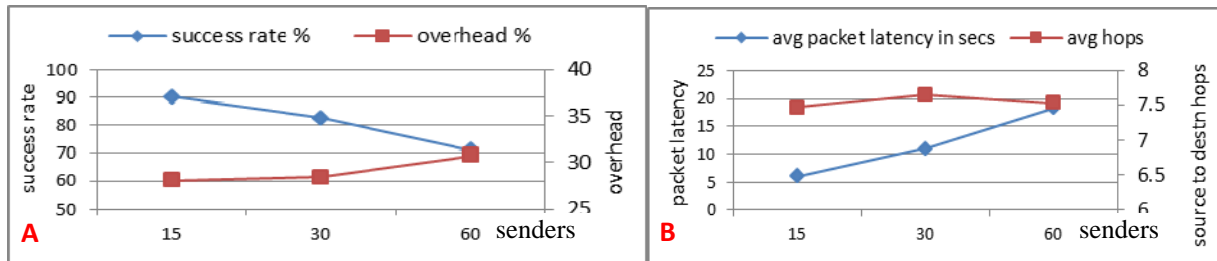 success rate %
overhead %
100
90
80
70
60
50
success rate
40
35
30
25
overhead
15
30
60
senders
A
avg packet latency in secs
avg hops
25
20
15
10
5
0
packet latency
8
7.5
7
6.5
6
source to destn hops
15
30
60
senders
B